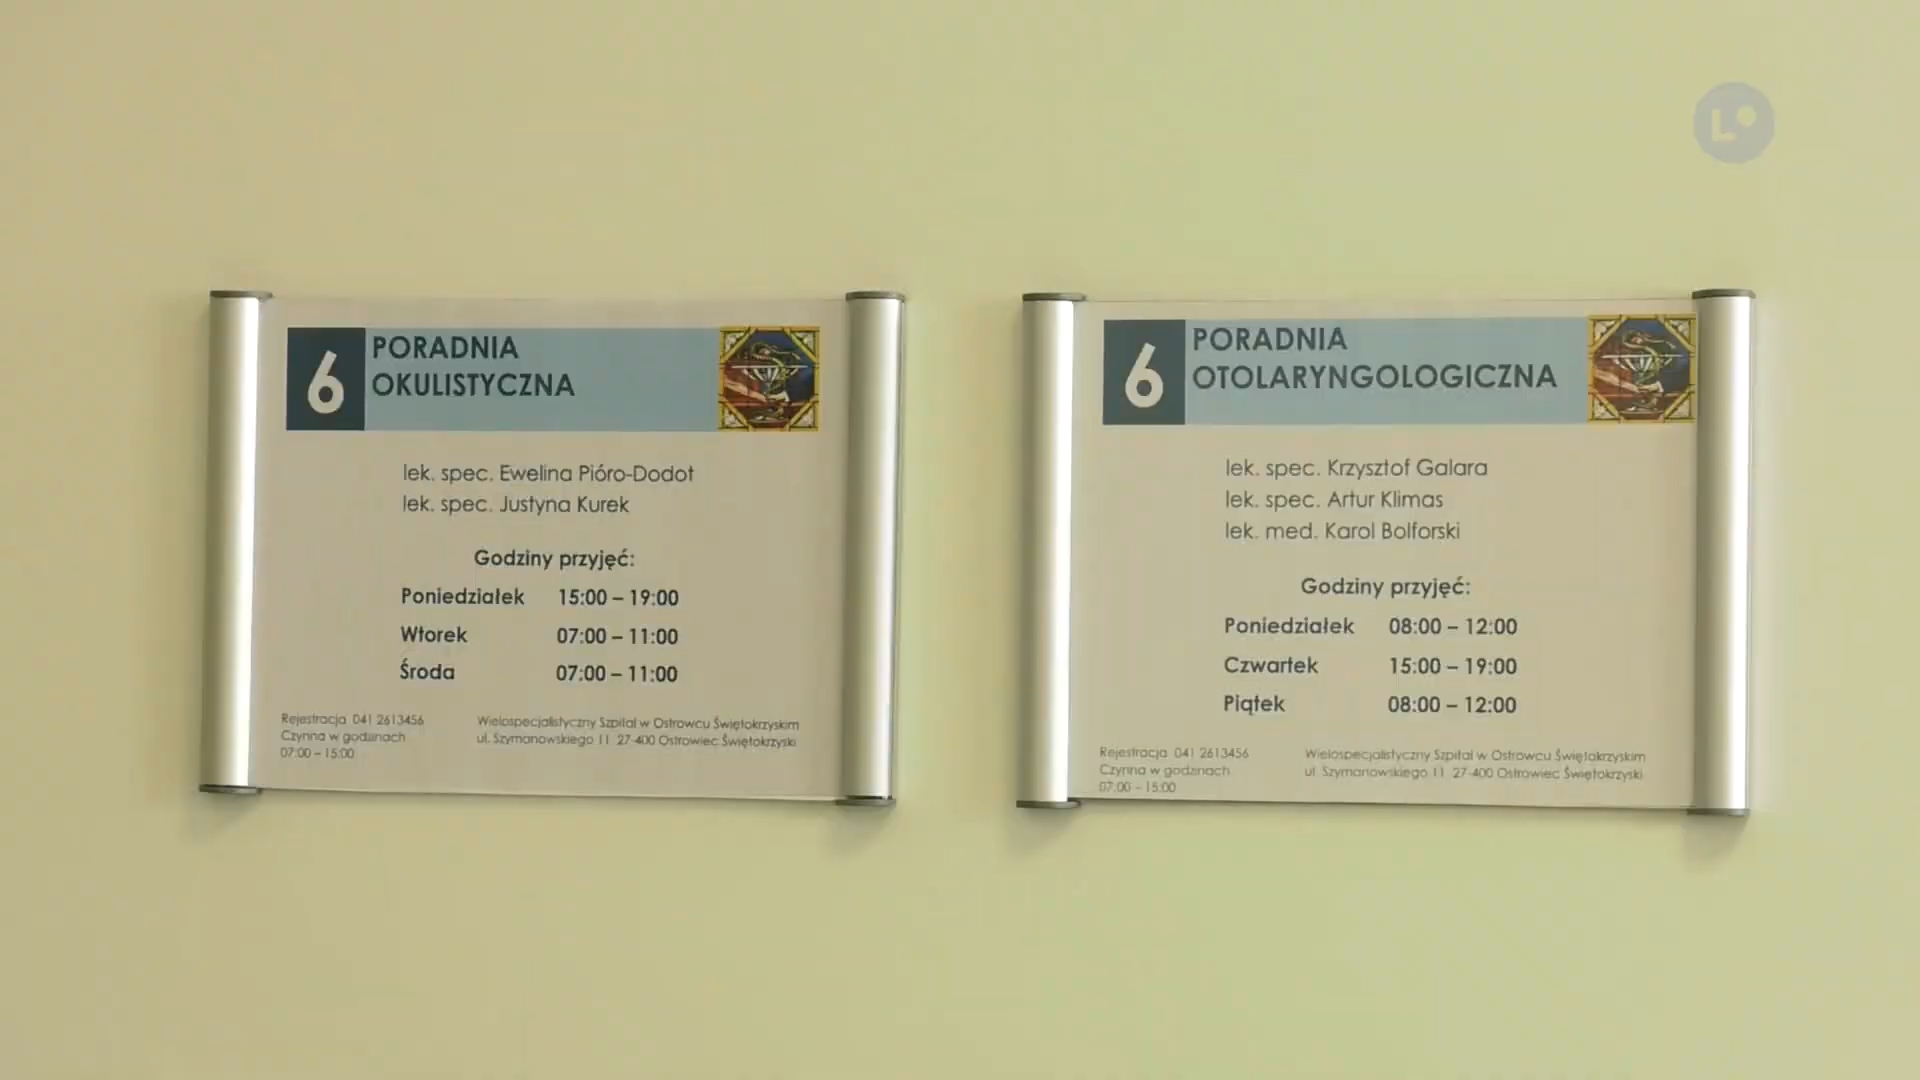 LO
6
PORADNIA
OKULISTYCZNA
lek. spec. Ewelina Pióro-Dodot
lek. spec. Justyna Kurek
Godziny przyjęć:
Poniedziałek 15:00 – 19:00
Wtorek 07:00 – 11:00
Środa 07:00 – 11:00
Rejestracja 041 2613456
Czynna w godzinach
07:00 – 15:00
Wielospecjalistyczny Szpital w Ostrowcu Świętokrzyskim
ul. Szymanowskiego 11 27-400 Ostrowiec Świętokrzyski
6
PORADNIA
OTOLARYNGOLOGICZNA
lek. spec. Krzysztof Galara
lek. spec. Artur Klimas
lek. med. Karol Bolforski
Godziny przyjęć:
Poniedziałek 08:00 – 12:00
Czwartek 15:00 – 19:00
Piątek 08:00 – 12:00
Rejestracja 041 2613456
Czynna w godzinach
07:00 – 15:00
Wielospecjalistyczny Szpital w Ostrowcu Świętokrzyskim
ul. Szymanowskiego 11 27-400 Ostrowiec Świętokrzyski